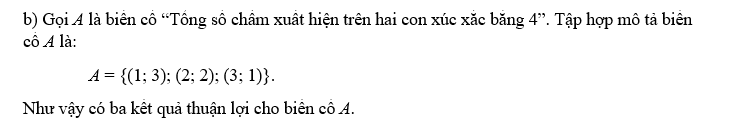 b) Gọi A là biến cố “Tổng số chấm xuất hiện trên hai con xúc xắc bằng 4”. Tập hợp mô tả biến
cố A là:
A = {(1; 3); (2; 2); (3; 1)}.
Như vậy có ba kết quả thuận lợi cho biến cố A.